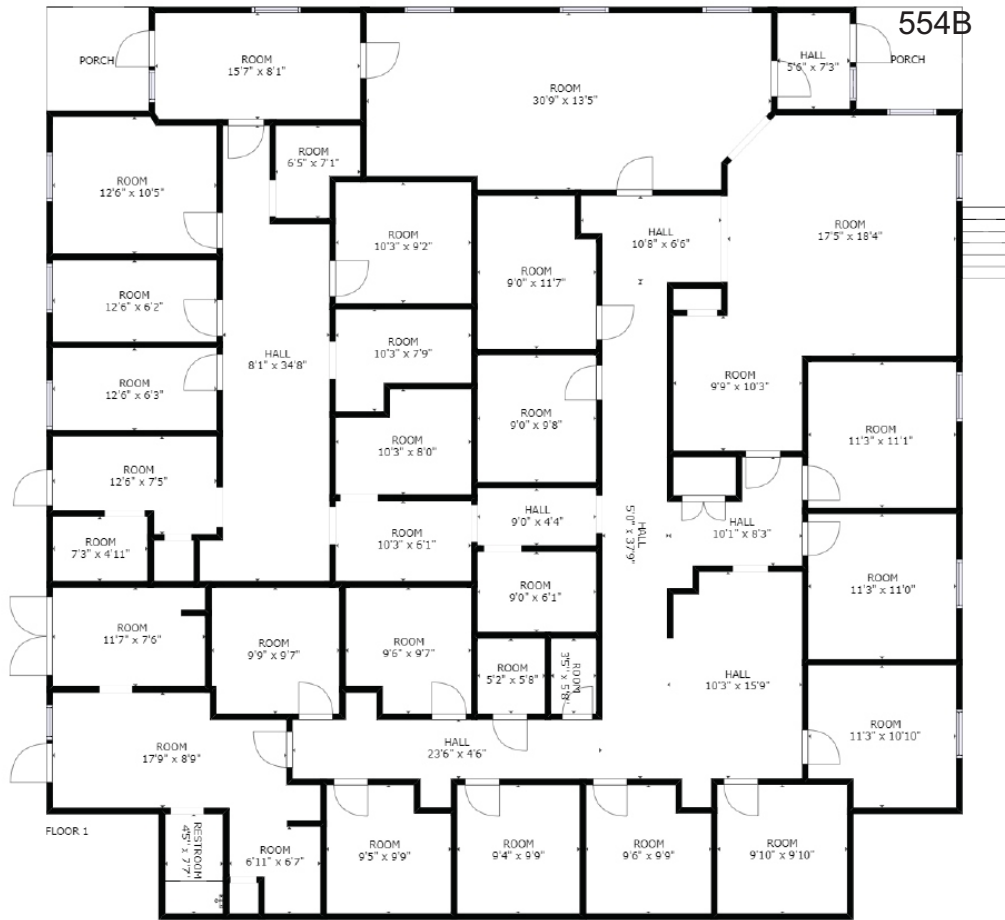 554B
PORCH
ROOM
15'7" x 8'1"
ROOM
30'9" x 13'5"
HALL
5'6" x 7'3"
PORCH
ROOM
6'5" x 7'1"
ROOM
12'6" x 10'5"
ROOM
10'3" x 9'2"
HALL
10'8" x 6'6"
ROOM
17'5" x 18'4"
ROOM
9'0" x 11'7"
ROOM
12'6" x 6'2"
HALL
8'1" x 34'8"
ROOM
10'3" x 7'9"
ROOM
12'6" x 6'3"
ROOM
9'9" x 10'3"
ROOM
9'0" x 9'8"
ROOM
10'3" x 8'0"
ROOM
11'3" x 11'1"
ROOM
12'6" x 7'5"
HALL
9'0" x 4'4"
HALL
5'0" x 37'9"
HALL
10'1" x 8'3"
ROOM
7'3" x 4'11"
ROOM
10'3" x 6'1"
ROOM
9'0" x 6'1"
ROOM
11'3" x 11'0"
ROOM
11'7" x 7'6"
ROOM
9'9" x 9'7"
ROOM
9'6" x 9'7"
ROOM
5'2" x 5'8"
ROOM
3'5" x 5'8"
HALL
10'3" x 15'9"
ROOM
17'9" x 8'9"
HALL
23'6" x 4'6"
ROOM
11'3" x 10'10"
FLOOR 1
RESTROOM
4'5" x 7'7"
ROOM
6'11" x 6'7"
ROOM
9'5" x 9'9"
ROOM
9'4" x 9'9"
ROOM
9'6" x 9'9"
ROOM
9'10" x 9'10"